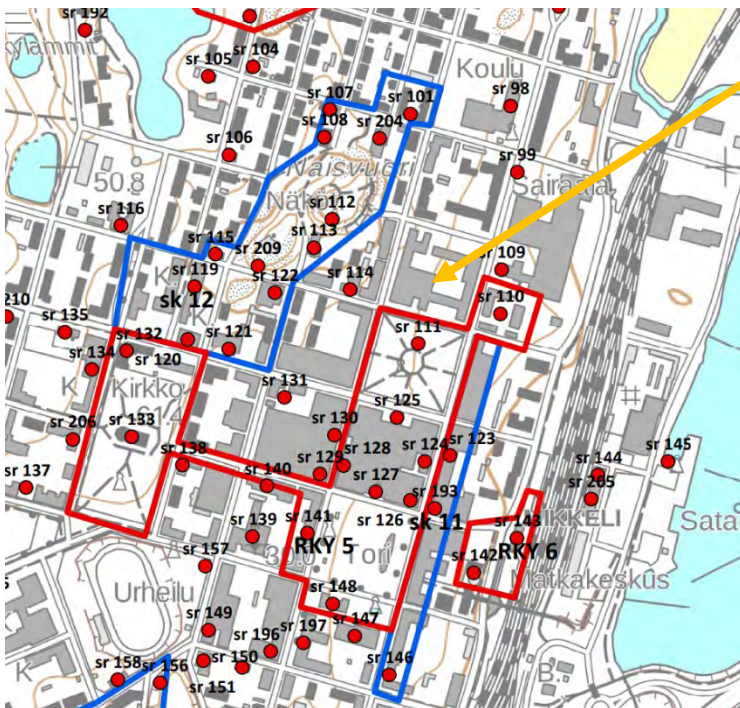 sr 192
kylämmit
sr 104
sr 105
Koulu
sr 107
sr 101
sr 98
sr 108
sr 204
sr 106
Naisvuori
sr 99
50.8
Näkö
Sairaala
sr 112
sr 116
sr 113
sr 115
sr 209
sr 109
K
sr 119
sr 122
sr 114
sk 12
sr 110
210
sr 135
sr 132
K
sr 121
sr 111
sr 134
sr 120
K
Kirkko
sr 131
sr 125
91.4
sr 206
sr 133
sr 130
sr 138
sr 129
sr 128
sr 124
sr 123
sr 144
sr 145
sr 137
sr 140
sr 127
sr 205
sr 193
sr 126
sk 11
sr 139
sr 141
sr 143
MIKKELI
RKY 5
RKY 6
Tori
Sata
sr 157
sr 142
Matkakeskus
Urheilu
sr 148
sr 149
sr 147
sr 196
sr 197
K
sr 158
sr 156
sr 150
sr 146
B.
sr 151